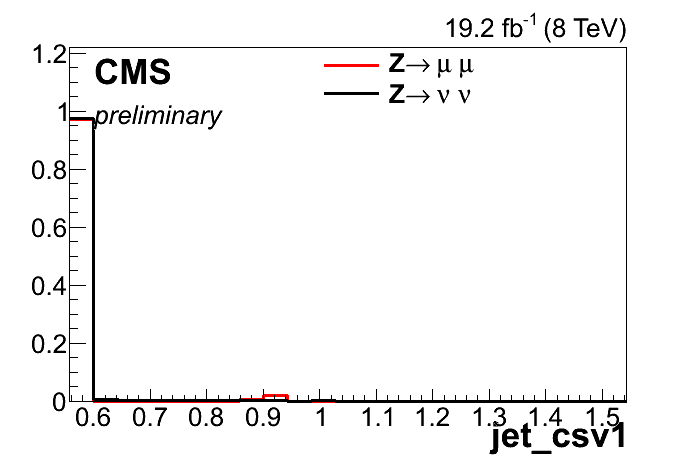 19.2 fb⁻¹ (8 TeV)
CMS
preliminary
Z→ μ μ
Z→ ν ν
1.2
1
0.8
0.6
0.4
0.2
0
0.6 0.7 0.8 0.9 1 1.1 1.2 1.3 1.4 1.5
jet_csv1